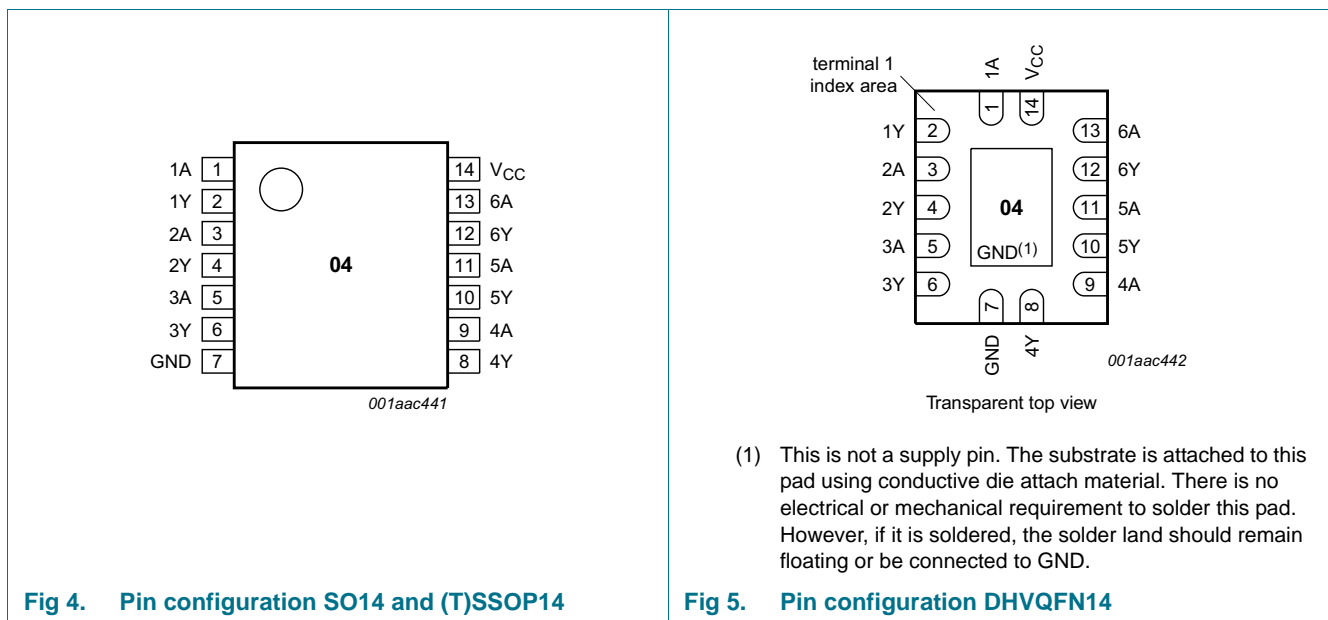 1A 1 14 VCC
1Y 2 13 6A
2A 3 12 6Y
2Y 4 04 11 5A
3A 5 10 5Y
3Y 6 9 4A
GND 7 8 4Y
001aac441
Fig 4. Pin configuration SO14 and (T)SSOP14
terminal 1
index area
1A VCC
1 14
1Y 2 13 6A
2A 3 12 6Y
2Y 4 04 11 5A
3A 5 GND(1) 10 5Y
3Y 6 9 4A
7 8
GND 4Y
001aac442
Transparent top view
(1) This is not a supply pin. The substrate is attached to this
pad using conductive die attach material. There is no
electrical or mechanical requirement to solder this pad.
However, if it is soldered, the solder land should remain
floating or be connected to GND.
Fig 5. Pin configuration DHVQFN14